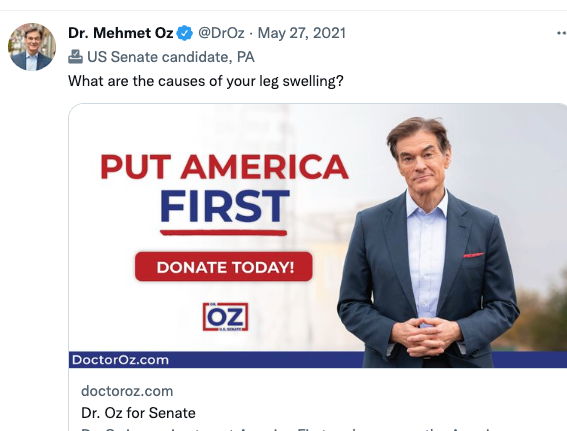 Dr. Mehmet Oz @DrOz · May 27, 2021
US Senate candidate, PA
What are the causes of your leg swelling?
PUT AMERICA
FIRST
DONATE TODAY!
DR.
OZ
U.S. SENATE
DoctorOz.com
doctoroz.com
Dr. Oz for Senate